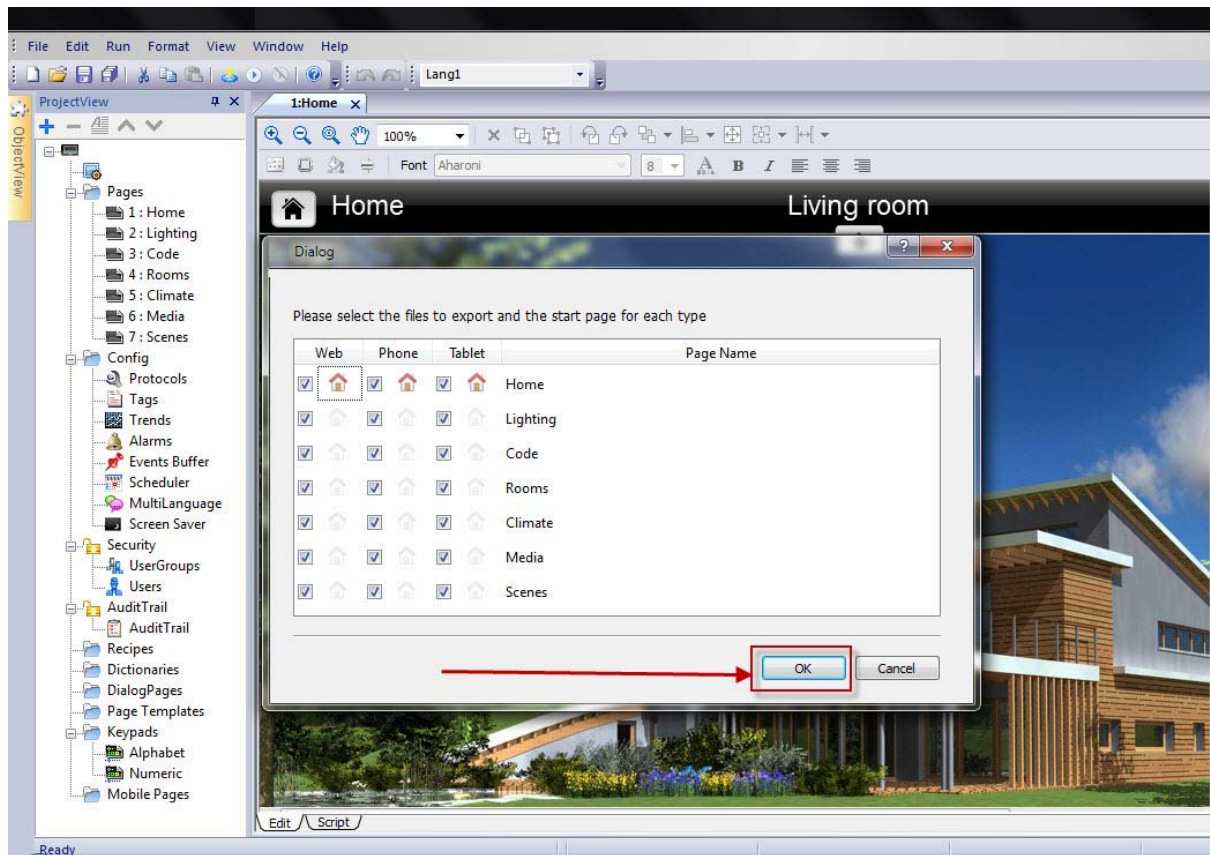 File Edit Run Format View Window Help
Lang1
ProjectView
1:Home
ObjectView
100%
Font Aharoni 8 A B I
Pages
1 : Home
2 : Lighting
3 : Code
4 : Rooms
5 : Climate
6 : Media
7 : Scenes
Config
Protocols
Tags
Trends
Alarms
Events Buffer
Scheduler
MultiLanguage
Screen Saver
Security
UserGroups
Users
AuditTrail
AuditTrail
Recipes
Dictionaries
DialogPages
Page Templates
Keypads
Alphabet
Numeric
Mobile Pages
Home Living room
Dialog
Please select the files to export and the start page for each type
Web Phone Tablet Page Name
Home
Lighting
Code
Rooms
Climate
Media
Scenes
OK Cancel
Edit Script
Ready